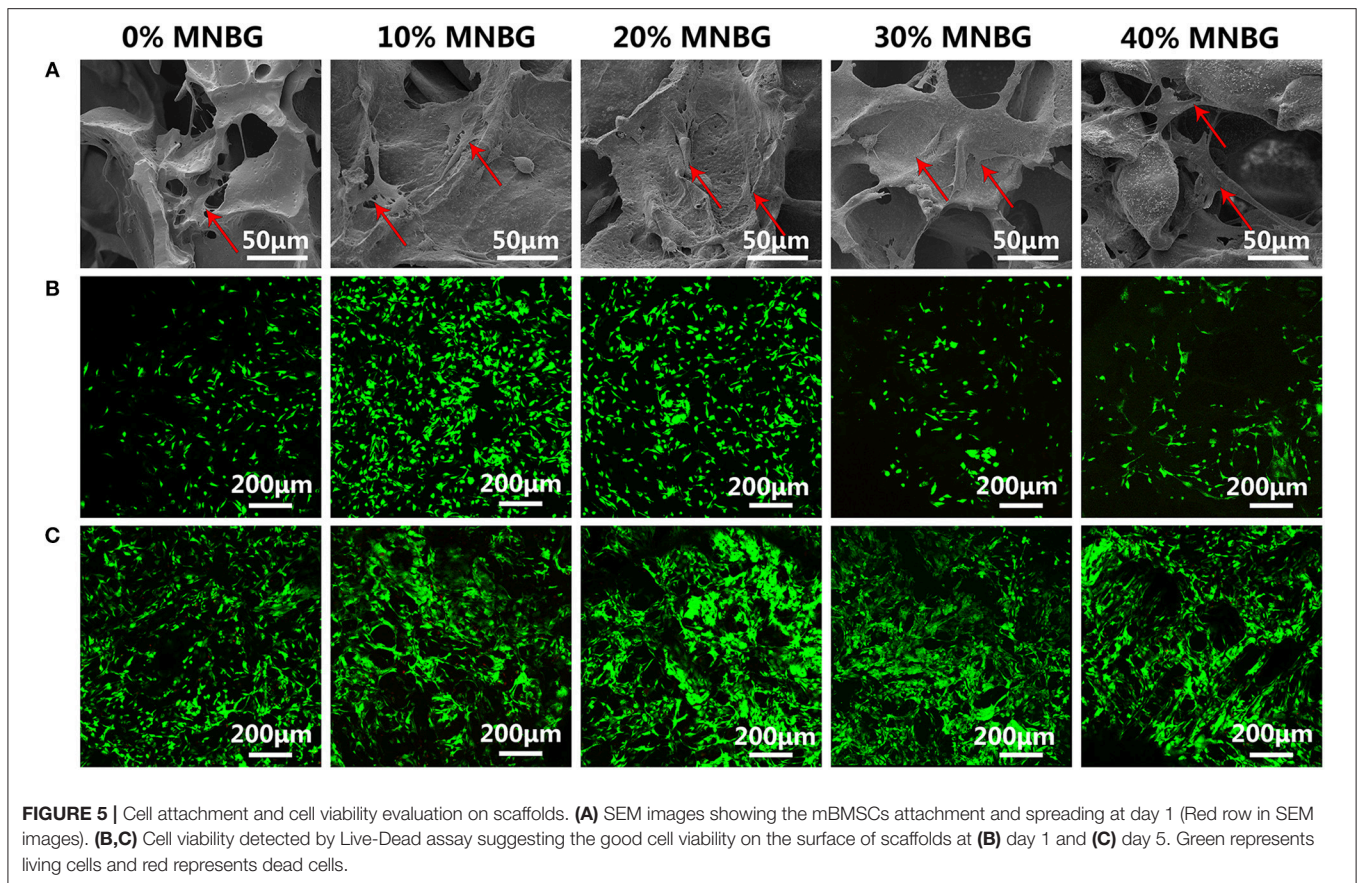 0% MNBG 10% MNBG 20% MNBG 30% MNBG 40% MNBG
A
50μm 50μm 50μm 50μm 50μm
B
200μm 200μm 200μm 200μm 200μm
C
200μm 200μm 200μm 200μm 200μm
FIGURE 5 | Cell attachment and cell viability evaluation on scaffolds. (A) SEM images showing the mBMSCs attachment and spreading at day 1 (Red row in SEM
images). (B,C) Cell viability detected by Live-Dead assay suggesting the good cell viability on the surface of scaffolds at (B) day 1 and (C) day 5. Green represents
living cells and red represents dead cells.